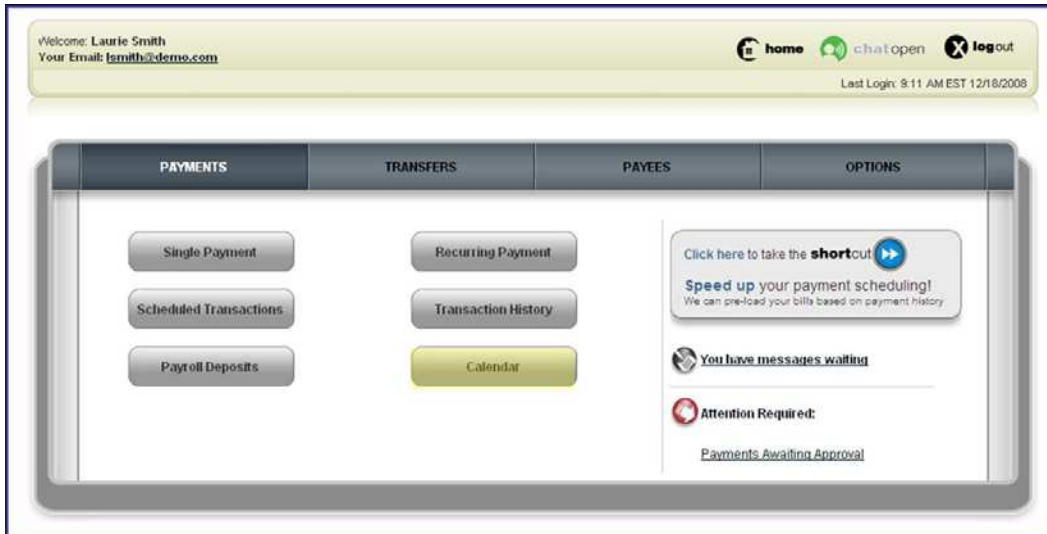 Welcome: Laurie Smith
Your Email: lsmith@demo.com
home
chatopen
logout
Last Login: 9:11 AM EST 12/18/2008
PAYMENTS
TRANSFERS
PAYEES
OPTIONS
Single Payment
Recurring Payment
Scheduled Transactions
Transaction History
Payroll Deposits
Calendar
Click here to take the shortcut
Speed up your payment scheduling!
We can pre-load your bills based on payment history
You have messages waiting
Attention Required:
Payments Awaiting Approval